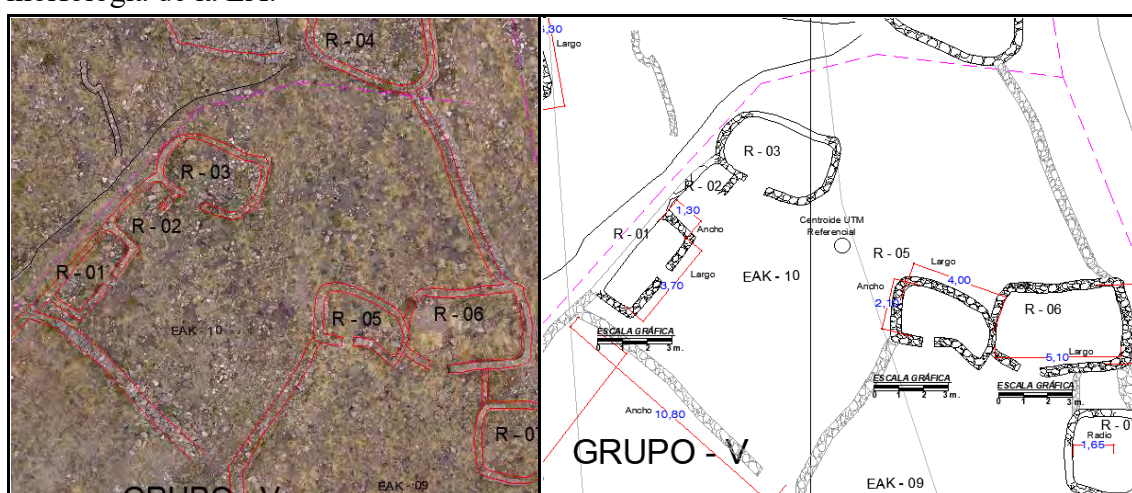 R - 04
R - 03
R - 02
R - 01
EAK - 10
R - 05
R - 06
EAK - 09
Largo
R - 03
R - 02
1,30
Ancho
R - 01
Largo
3,70
EAK - 10
Centroide UTM
Referencial
R - 05
Largo
4,00
Ancho
R - 06
Largo
5,10
ESCALA GRÁFICA
0 1 2 3 m.
ESCALA GRÁFICA
0 1 2 3 m.
ESCALA GRÁFICA
0 1 2 3 m.
Ancho
10,80
Radio
1,65
GRUPO - V
EAK - 09